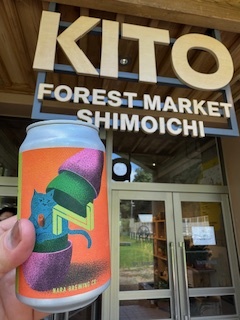 KITO
FOREST MARKET
SHIMOICHI
NARA BREWING CO.